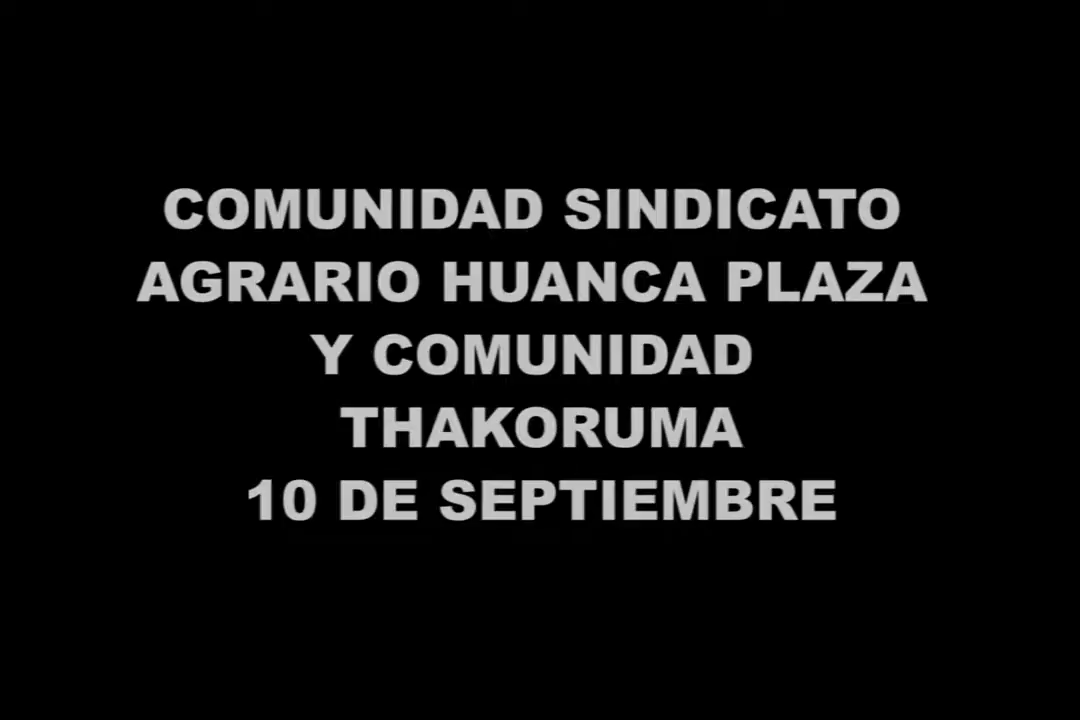 COMUNIDAD SINDICATO
AGRARIO HUANCA PLAZA
Y COMUNIDAD
THAKORUMA
10 DE SEPTIEMBRE